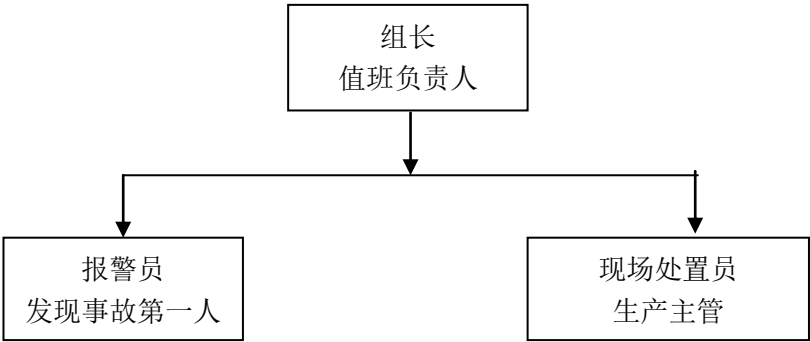 组长
值班负责人
报警员
发现事故第一人
现场处置员
生产主管